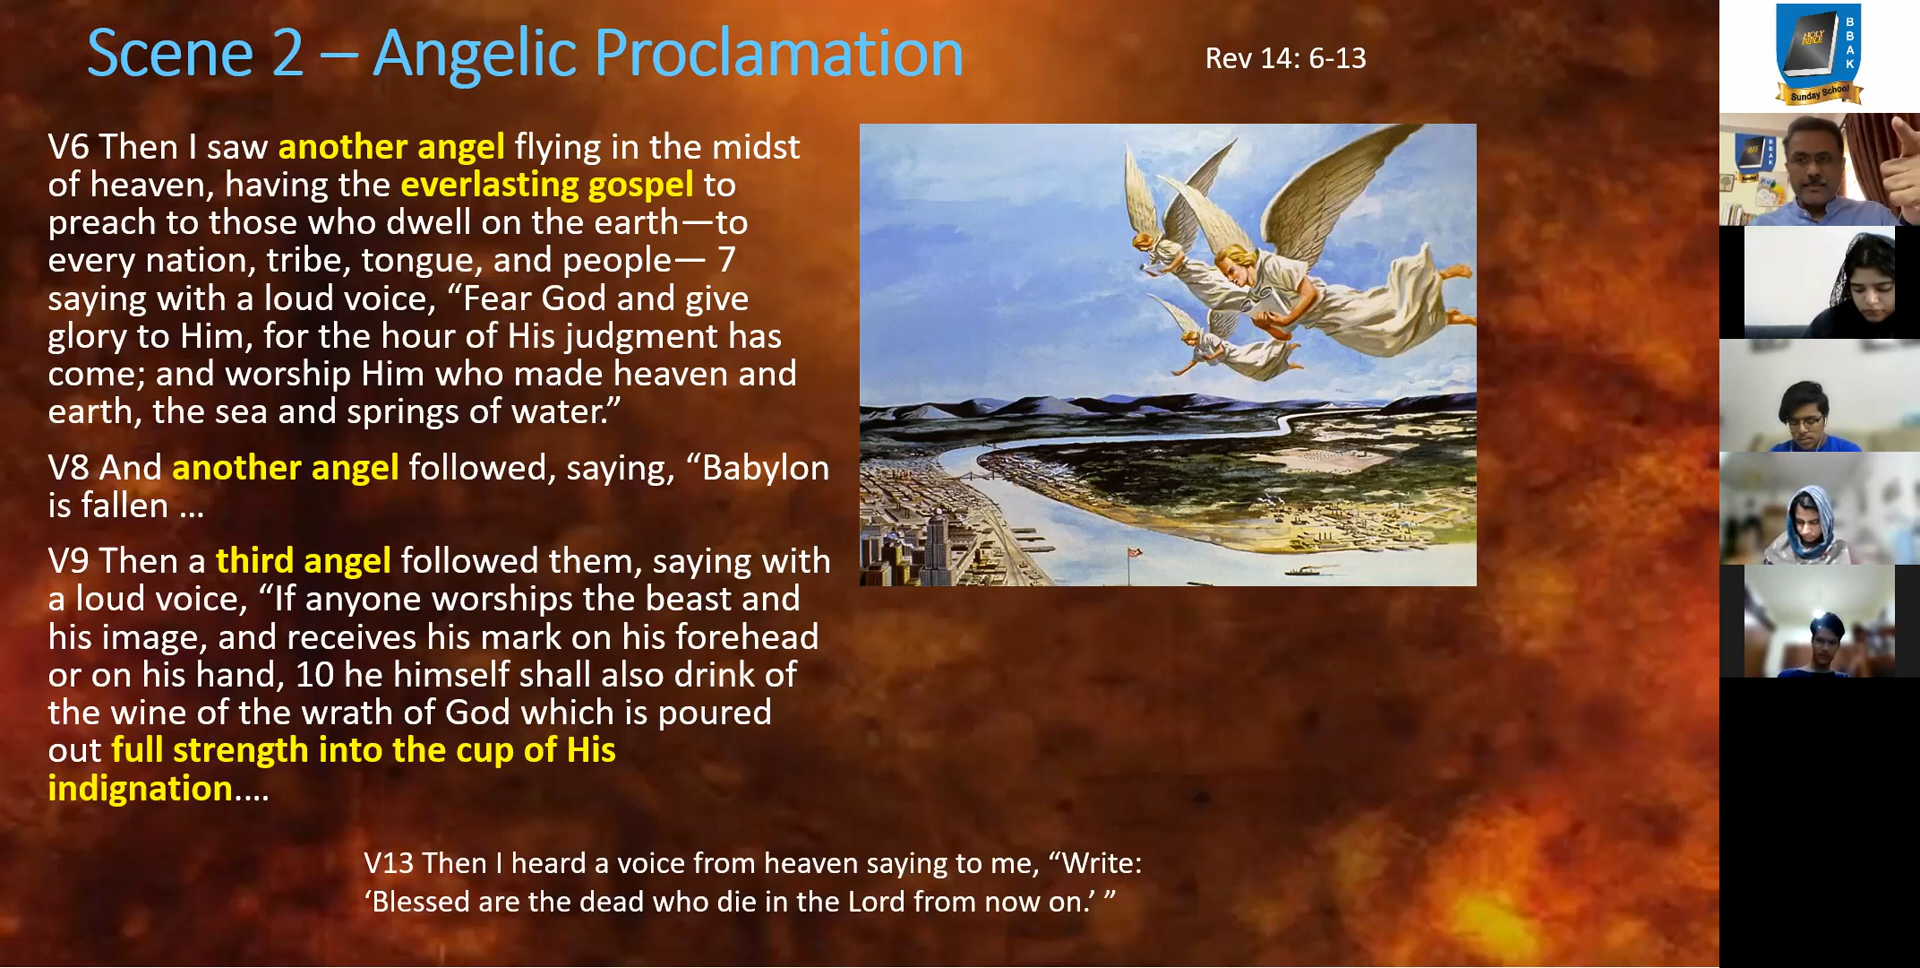 Scene 2 – Angelic Proclamation
Rev 14: 6-13
V6 Then I saw another angel flying in the midst
of heaven, having the everlasting gospel to
preach to those who dwell on the earth—to
every nation, tribe, tongue, and people— 7
saying with a loud voice, “Fear God and give
glory to Him, for the hour of His judgment has
come; and worship Him who made heaven and
earth, the sea and springs of water.”
V8 And another angel followed, saying, “Babylon
is fallen ...
V9 Then a third angel followed them, saying with
a loud voice, “If anyone worships the beast and
his image, and receives his mark on his forehead
or on his hand, 10 he himself shall also drink of
the wine of the wrath of God which is poured
out full strength into the cup of His
indignation....
V13 Then I heard a voice from heaven saying to me, “Write:
‘Blessed are the dead who die in the Lord from now on.’ ”
HOLY
BIBLE
BBAK
Sunday School
BBAK